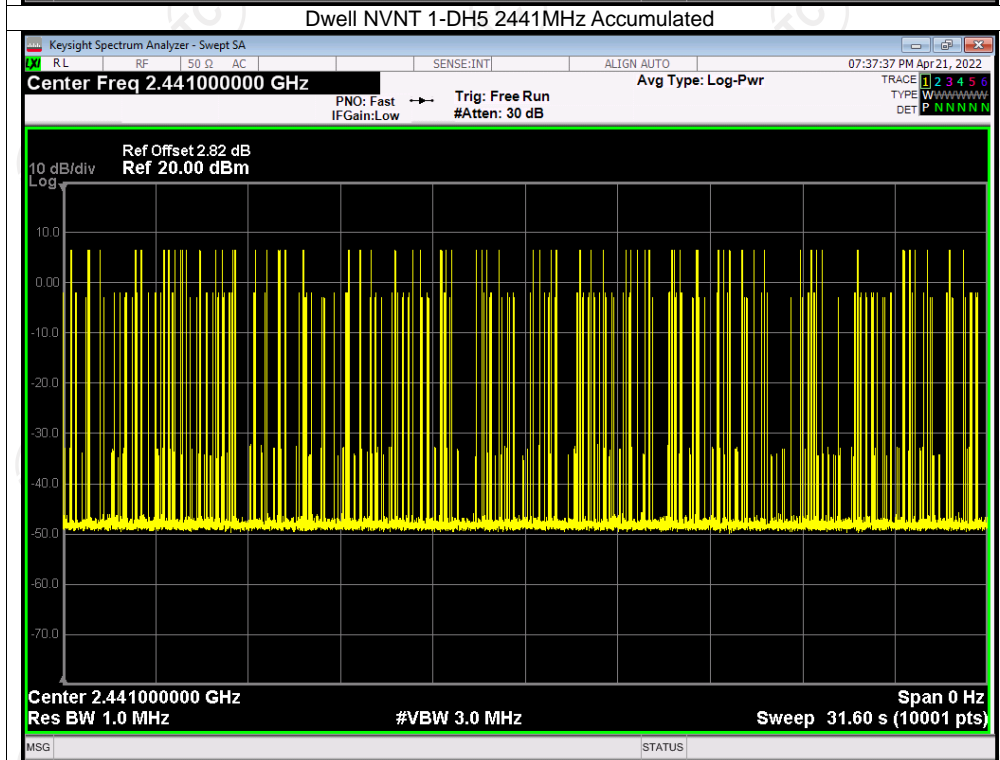 Dwell NVNT 1-DH5 2441MHz Accumulated
Keysight Spectrum Analyzer - Swept SA
LXI RL RF 50 Ω AC SENSE:INT ALIGN AUTO 07:37:37 PM Apr 21, 2022
Center Freq 2.441000000 GHz Avg Type: Log-Pwr TRACE 1 2 3 4 5 6
PNO: Fast Trig: Free Run TYPE WWWWWW
IFGain:Low #Atten: 30 dB DET P N N N N N
Ref Offset 2.82 dB
10 dB/div Ref 20.00 dBm
Log
10.0
0.00
-10.0
-20.0
-30.0
-40.0
-50.0
-60.0
-70.0
Center 2.441000000 GHz Span 0 Hz
Res BW 1.0 MHz #VBW 3.0 MHz Sweep 31.60 s (10001 pts)
MSG STATUS